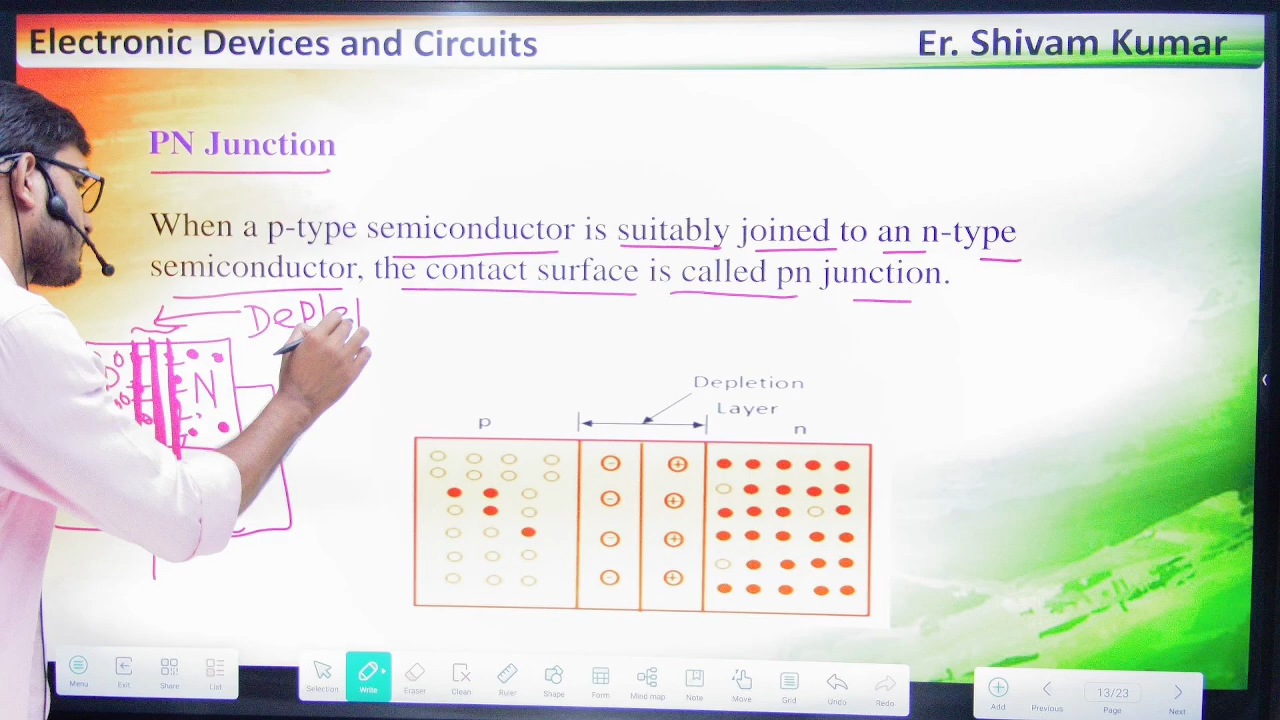 Electronic Devices and Circuits
Er. Shivam Kumar
PN Junction
When a p-type semiconductor is suitably joined to an n-type
semiconductor, the contact surface is called pn junction.
Deplel
N
Depletion
Layer
p
n
Menu
Exit
Share
List
Selection
Write
Eraser
Clean
Ruler
Shape
Form
Mind map
Note
Move
Grid
Undo
Redo
Add
Previous
13/23
Page
Next